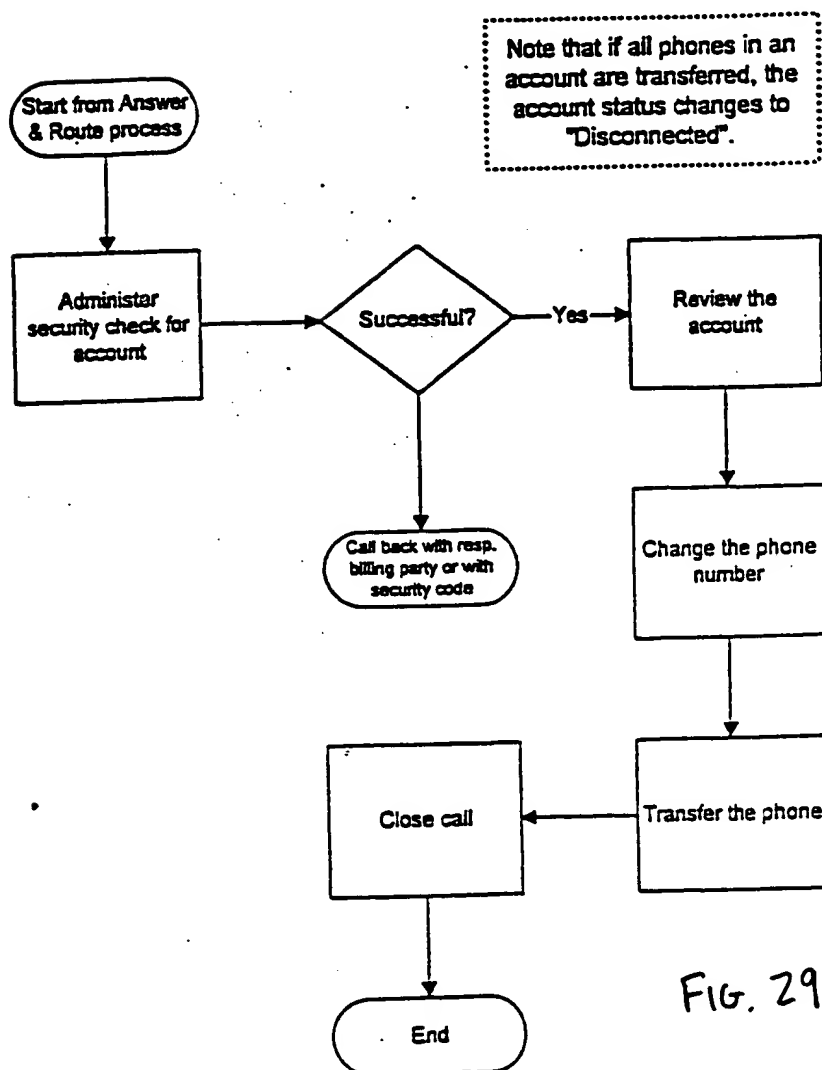 Note that if all phones in an
account are transferred, the
account status changes to
"Disconnected".
Start from Answer
& Route process
Administar
security check for
account
Successful?
Yes
Review the
account
Call back with resp.
billing party or with
security code
Change the phone
number
Transfer the phone
Close call
End
FIG. 29